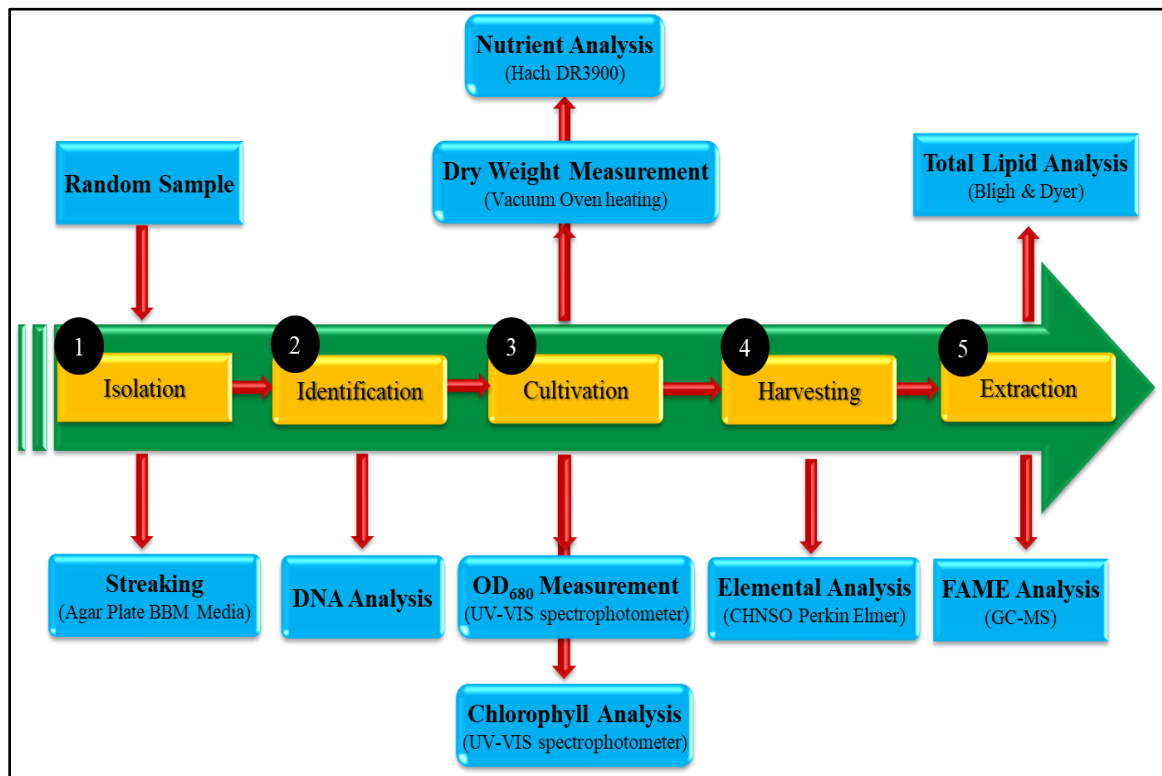 Nutrient Analysis
(Hach DR3900)
Random Sample
Dry Weight Measurement
(Vacuum Oven heating)
Total Lipid Analysis
(Bligh & Dyer)
1
Isolation
2
Identification
3
Cultivation
4
Harvesting
5
Extraction
Streaking
(Agar Plate BBM Media)
DNA Analysis
OD₆₈₀ Measurement
(UV-VIS spectrophotometer)
Elemental Analysis
(CHNSO Perkin Elmer)
FAME Analysis
(GC-MS)
Chlorophyll Analysis
(UV-VIS spectrophotometer)